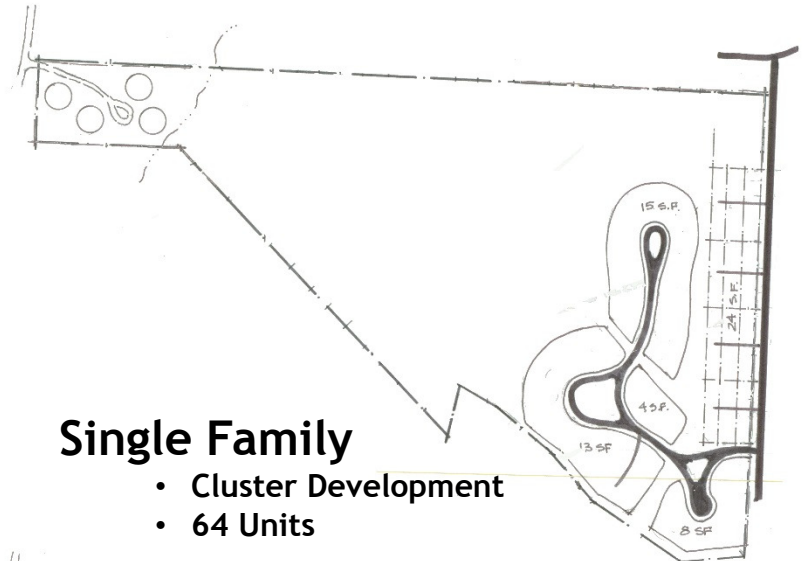 15 S.F.
24 S.F.
4 S.F.
13 SF
8 SF
Single Family
• Cluster Development
• 64 Units